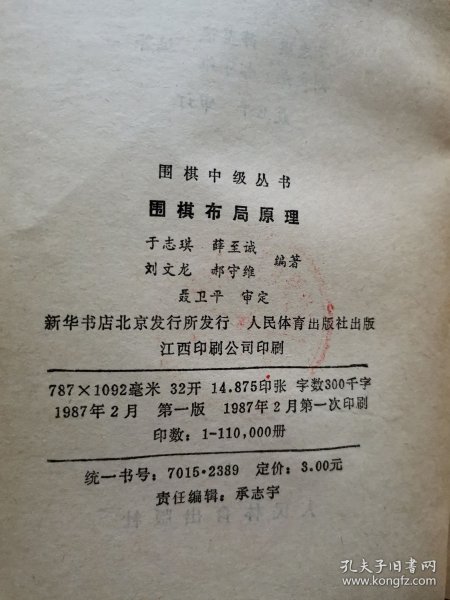 围棋中级丛书
围棋布局原理
于志琪 薛至诚
刘文龙 郝守维 编著
聂卫平 审定
新华书店北京发行所发行·人民体育出版社出版
江西印刷公司印刷
787×1092毫米 32开 14.875印张 字数300千字
1987年2月 第一版 1987年2月第一次印刷
印数：1-110,000册
统一书号：7015·2389 定价：3.00元
责任编辑：承志宇
孔夫子旧书网
www.kongfz.com